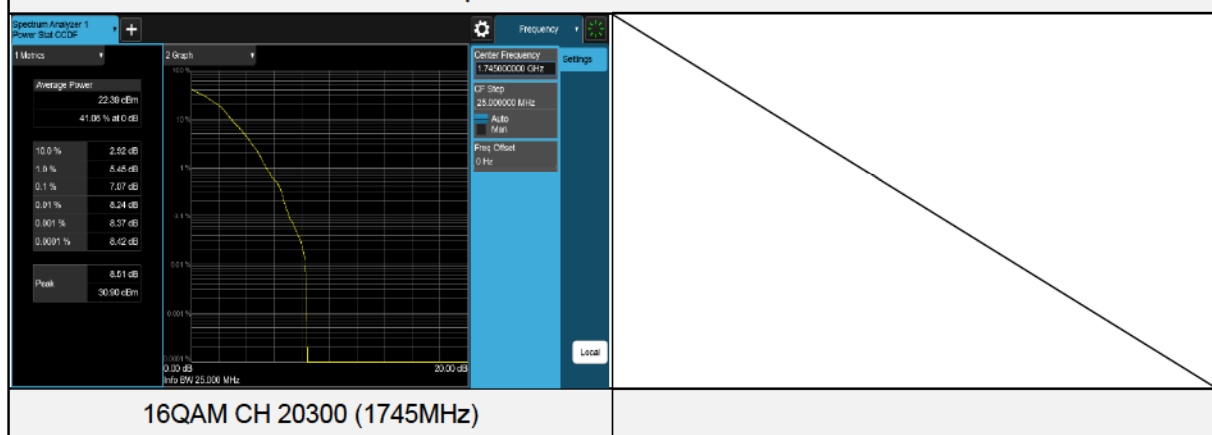 Spectrum Analyzer 1
Power Stat CCDF
+
Frequency
1 Metrics
2 Graph
Center Frequency
1.745000000 GHz
Settings
CF Step
25.000000 MHz
Auto
Man
Freq Offset
0 Hz
Average Power
22.38 dBm
41.06 % at 0 dB
10.0 % 2.92 dB
1.0 % 5.45 dB
0.1 % 7.07 dB
0.01 % 8.24 dB
0.001 % 8.37 dB
0.0001 % 8.42 dB
Peak
8.51 dB
30.90 dBm
100 %
10 %
1 %
0.1 %
0.01 %
0.001 %
0.0001 %
0.00 dB
20.00 dB
Info BW 25.000 MHz
Local
16QAM CH 20300 (1745MHz)